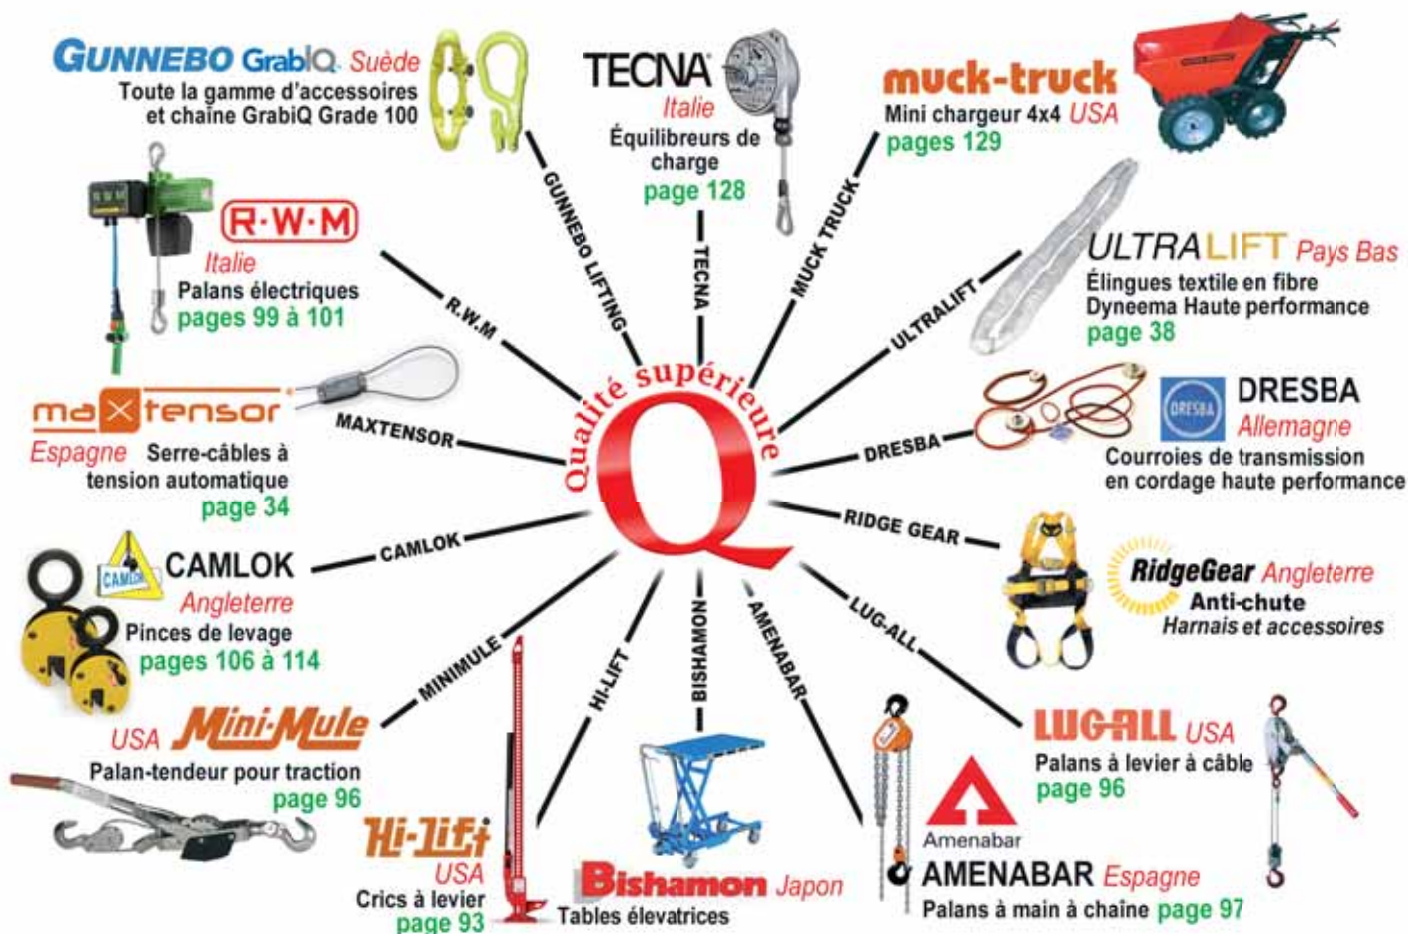 GUNNEBO GrabIQ Suède
Toute la gamme d'accessoires
et chaîne GrabiQ Grade 100
TECNA
Italie
Équilibreurs de
charge
page 128
muck-truck
Mini chargeur 4x4 USA
pages 129
R·W·M
Italie
Palans électriques
pages 99 à 101
ULTRALIFT Pays Bas
Élingues textile en fibre
Dyneema Haute performance
page 38
maxtensor
Espagne Serre-câbles à
tension automatique
page 34
DRESBA
DRESBA
Allemagne
Courroies de transmission
en cordage haute performance
CAMLOK
CAMLOK
Angleterre
Pinces de levage
pages 106 à 114
RidgeGear Angleterre
Anti-chute
Harnais et accessoires
USA Mini-Mule
Palan-tendeur pour traction
page 96
LUG-ALL USA
Palans à levier à câble
page 96
Hi-Lift
USA
Crics à levier
page 93
Bishamon Japon
Tables élevatrices
Amenabar
AMENABAR Espagne
Palans à main à chaîne page 97
Qualité supérieure
Q
GUNNEBO LIFTING
TECNA
MUCK TRUCK
ULTRALIFT
DRESBA
RIDGE GEAR
LUG-ALL
AMENABAR
BISHAMON
HI-LIFT
MINIMULE
CAMLOK
MAXTENSOR
R.W.M